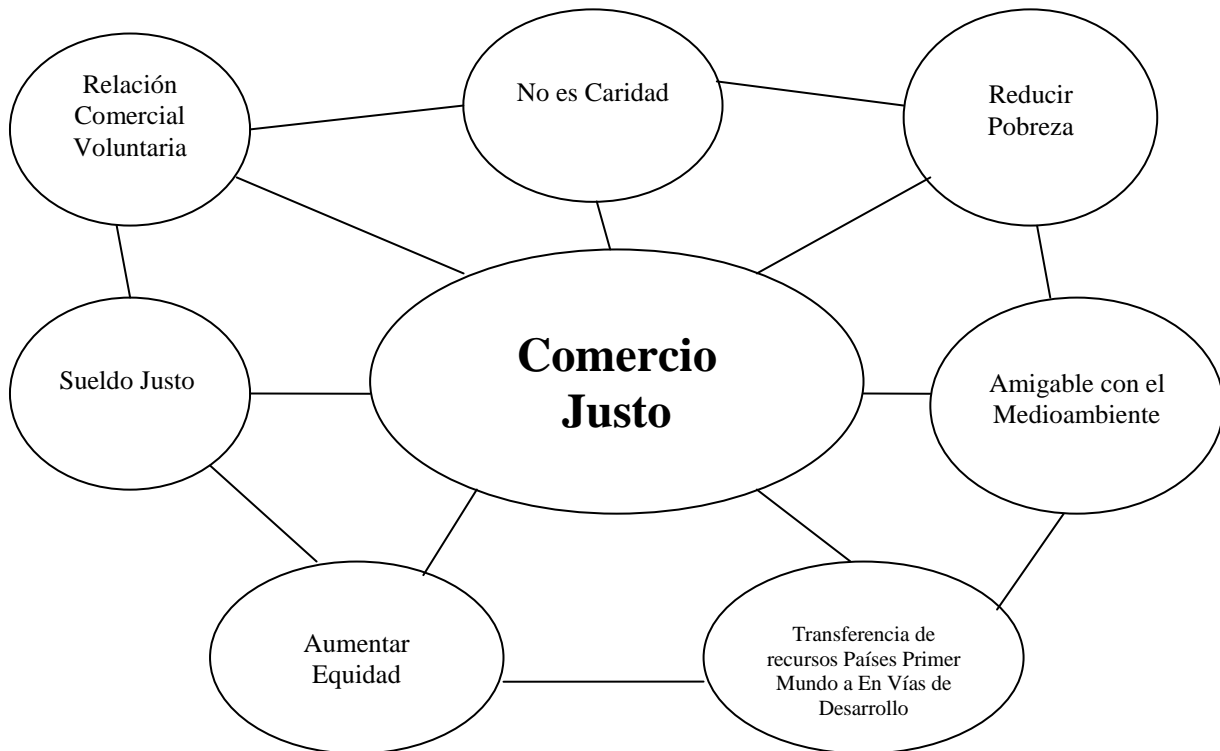 Relación
Comercial
Voluntaria
No es Caridad
Reducir
Pobreza
Sueldo Justo
Comercio
Justo
Amigable con el
Medioambiente
Aumentar
Equidad
Transferencia de
recursos Países Primer
Mundo a En Vías de
Desarrollo